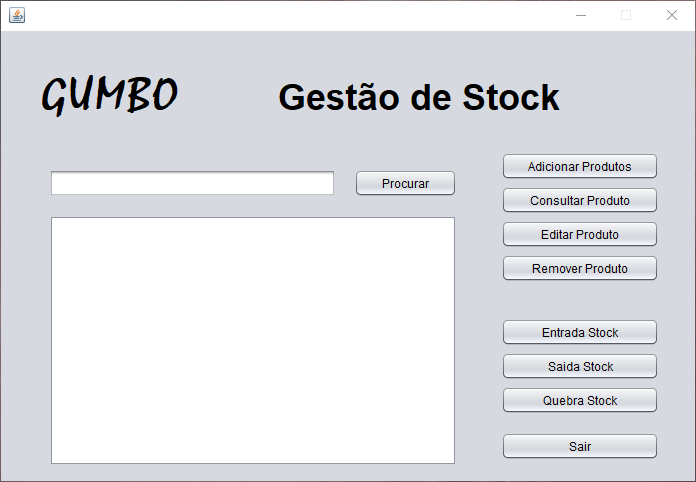 GUMBO
Gestão de Stock
Procurar
Adicionar Produtos
Consultar Produto
Editar Produto
Remover Produto
Entrada Stock
Saida Stock
Quebra Stock
Sair